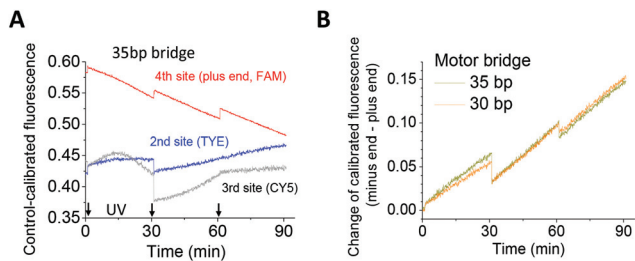 A
35bp bridge
Control-calibrated fluorescence
0.60
0.55
0.50
0.45
0.40
0.35
4th site (plus end, FAM)
2nd site (TYE)
3rd site (CY5)
UV
0
30
60
90
Time (min)
B
Change of calibrated fluorescence
(minus end - plus end)
0.15
0.10
0.05
0.00
Motor bridge
35 bp
30 bp
0
30
60
90
Time (min)